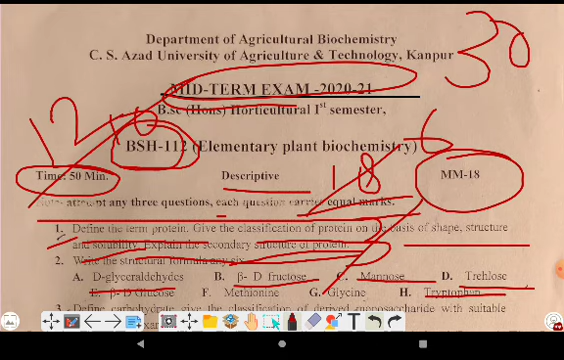 Department of Agricultural Biochemistry
C. S. Azad University of Agriculture & Technology, Kanpur
30
MID-TERM EXAM -2020-21
B.sc (Hons) Horticultural Ist semester,
12
BSH-112 (Elementary plant biochemistry)
6
Time: 50 Min.
Descriptive
18
MM-18
attempt any three questions, each question carries equal marks.
1. Define the term protein. Give the classification of protein on the basis of shape, structure
and solubility. Explain the secondary structure of protein.
2. Write the structural formula any six
A. D-glyceraldehydes B. β- D fructose C. Mannose D. Trehlose
E. β- D Glucose F. Methionine G. Glycine H. Tryptophan
3. Define carbohydrate give the classification of derived with suitable